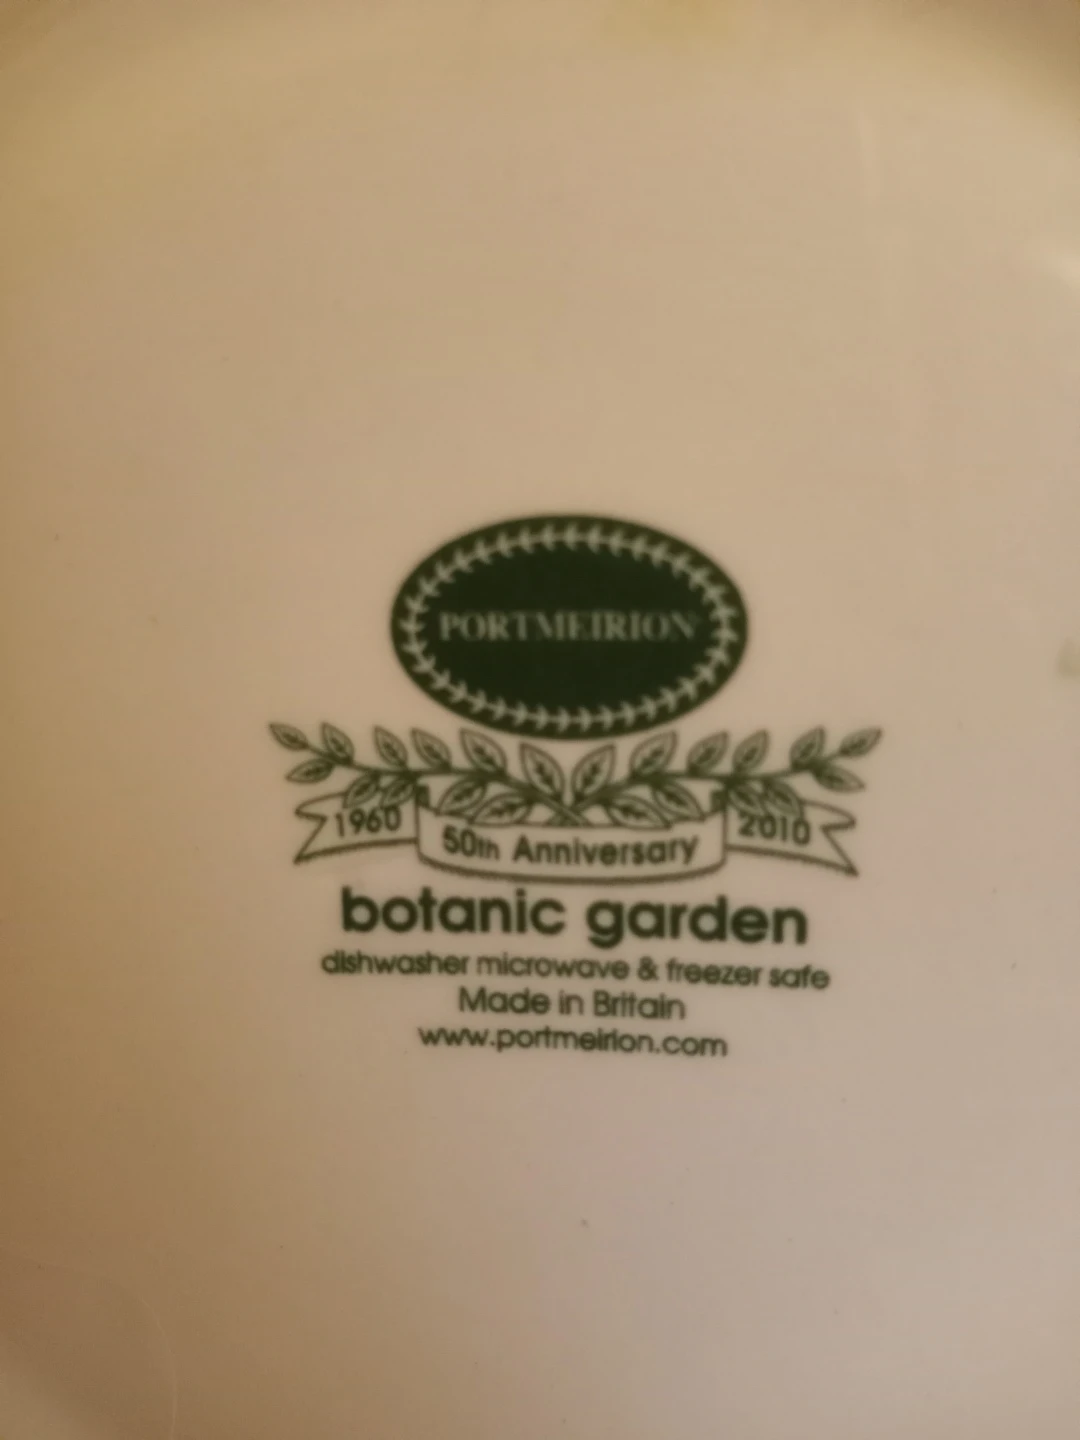 PORTMEIRION
1960 50th Anniversary 2010
botanic garden
dishwasher microwave & freezer safe
Made in Britain
www.portmeirion.com